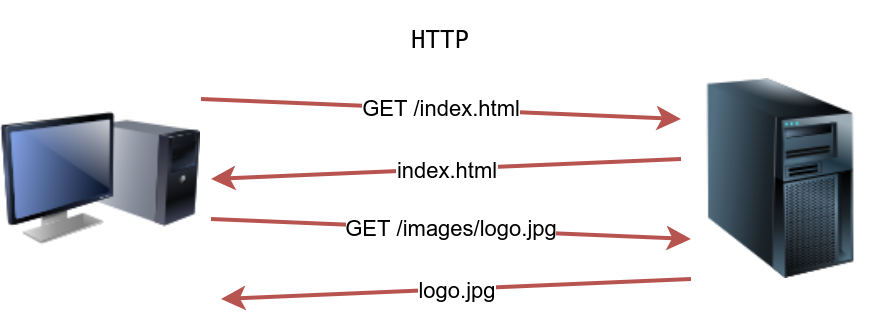 HTTP
GET /index.html
index.html
GET /images/logo.jpg
logo.jpg